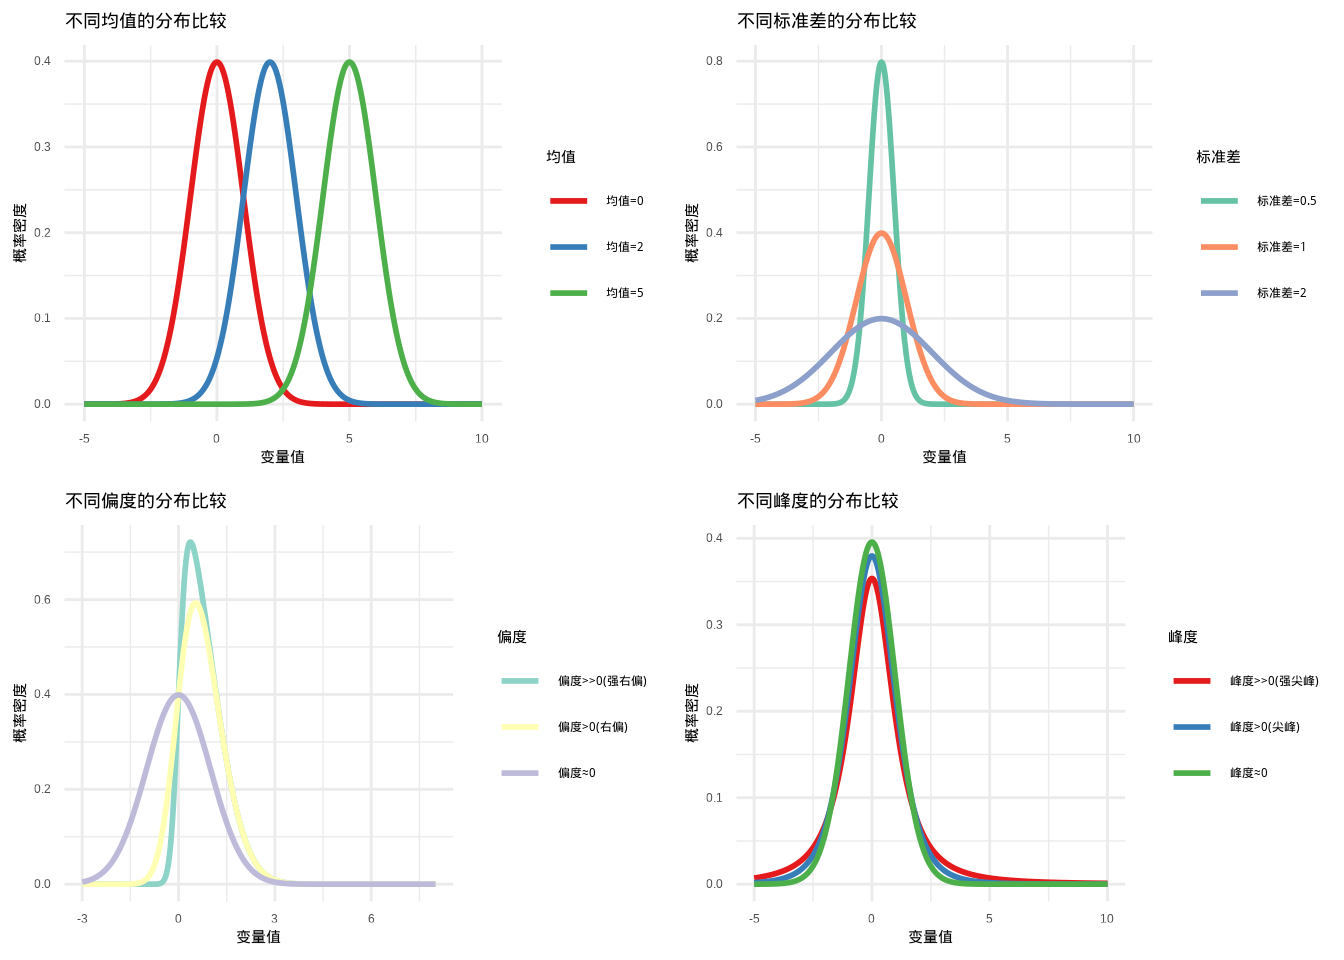 不同均值的分布比较
概率密度
0.4
0.3
0.2
0.1
0.0
-5 0 5 10
变量值
均值
均值=0
均值=2
均值=5
不同标准差的分布比较
概率密度
0.8
0.6
0.4
0.2
0.0
-5 0 5 10
变量值
标准差
标准差=0.5
标准差=1
标准差=2
不同偏度的分布比较
概率密度
0.6
0.4
0.2
0.0
-3 0 3 6
变量值
偏度
偏度>>0(强右偏)
偏度>0(右偏)
偏度≈0
不同峰度的分布比较
概率密度
0.4
0.3
0.2
0.1
0.0
-5 0 5 10
变量值
峰度
峰度>>0(强尖峰)
峰度>0(尖峰)
峰度≈0